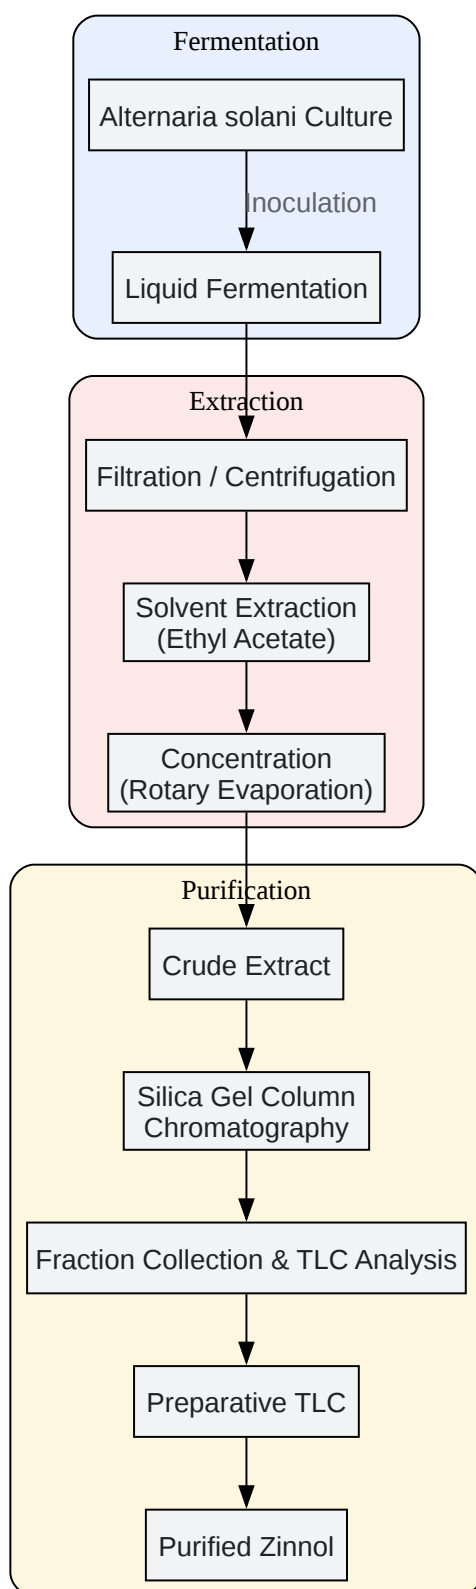 Fermentation
Alternaria solani Culture
Inoculation
Liquid Fermentation
Extraction
Filtration / Centrifugation
Solvent Extraction
(Ethyl Acetate)
Concentration
(Rotary Evaporation)
Purification
Crude Extract
Silica Gel Column
Chromatography
Fraction Collection & TLC Analysis
Preparative TLC
Purified Zinnol